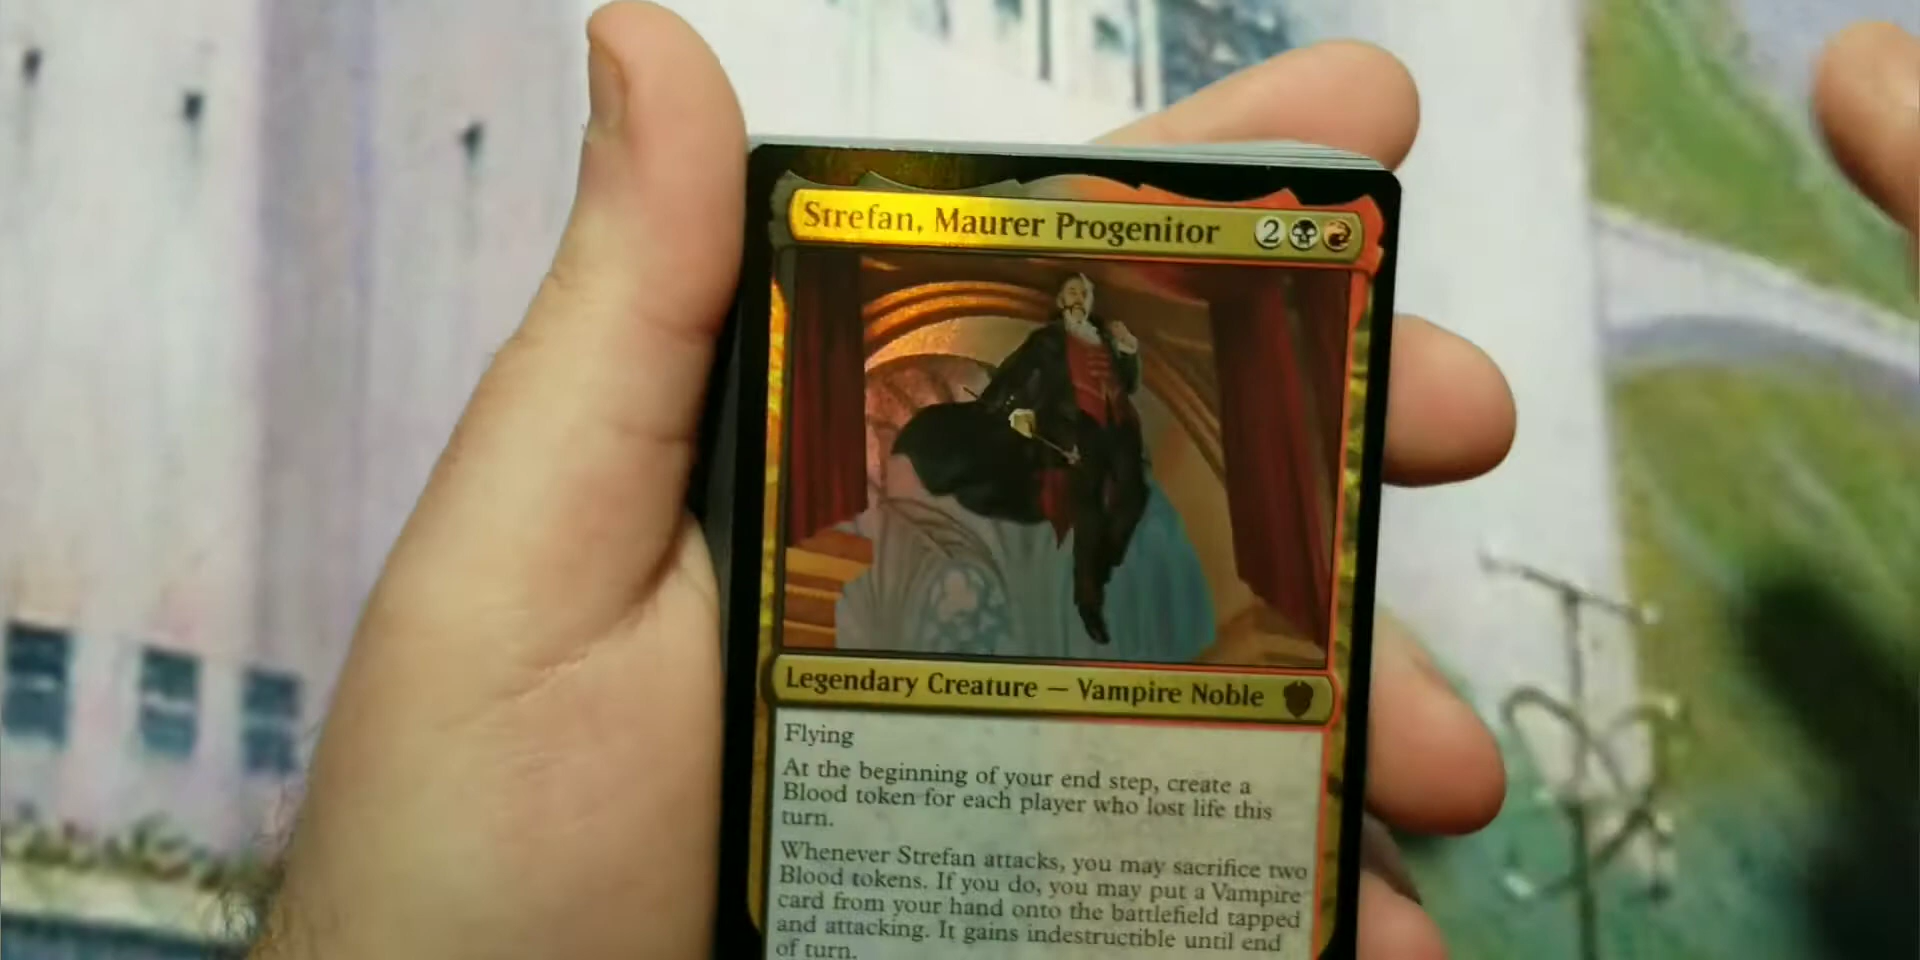 Strefan, Maurer Progenitor 2
Legendary Creature — Vampire Noble
Flying
At the beginning of your end step, create a
Blood token for each player who lost life this
turn.
Whenever Strefan attacks, you may sacrifice two
Blood tokens. If you do, you may put a Vampire
card from your hand onto the battlefield tapped
and attacking. It gains indestructible until end
of turn.